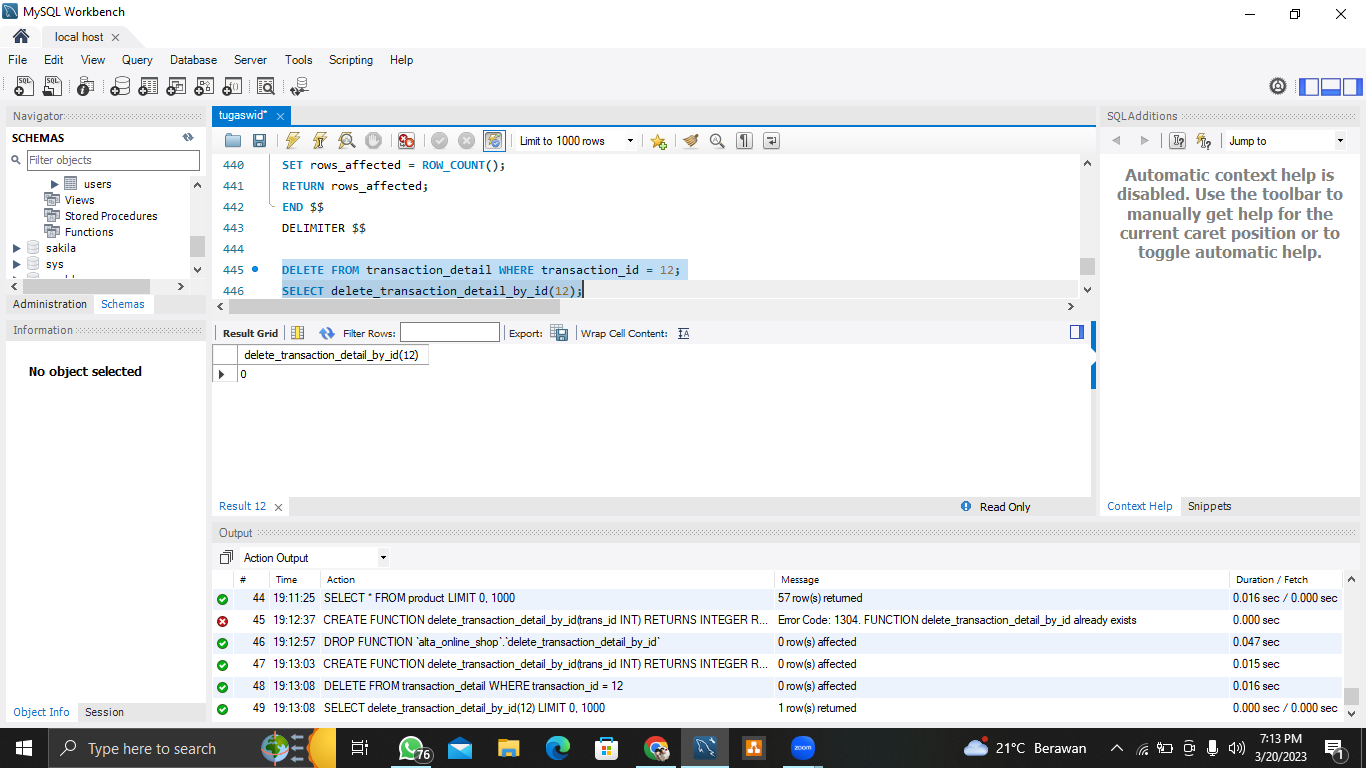 MySQL Workbench
local host
File Edit View Query Database Server Tools Scripting Help
Navigator
SCHEMAS
Filter objects
users
Views
Stored Procedures
Functions
sakila
sys
Administration Schemas
Information
No object selected
Object Info Session
tugaswid*
Limit to 1000 rows
440 SET rows_affected = ROW_COUNT();
441 RETURN rows_affected;
442 END $$
443 DELIMITER $$
444
445 DELETE FROM transaction_detail WHERE transaction_id = 12;
446 SELECT delete_transaction_detail_by_id(12);
Result Grid Filter Rows: Export: Wrap Cell Content:
delete_transaction_detail_by_id(12)
0
Result 12 Read Only
SQLAdditions
Jump to
Automatic context help is
disabled. Use the toolbar to
manually get help for the
current caret position or to
toggle automatic help.
Context Help Snippets
Output
Action Output
# Time Action Message Duration / Fetch
44 19:11:25 SELECT * FROM product LIMIT 0, 1000 57 row(s) returned 0.016 sec / 0.000 sec
45 19:12:37 CREATE FUNCTION delete_transaction_detail_by_id(trans_id INT) RETURNS INTEGER R... Error Code: 1304. FUNCTION delete_transaction_detail_by_id already exists 0.000 sec
46 19:12:57 DROP FUNCTION `alta_online_shop`.`delete_transaction_detail_by_id` 0 row(s) affected 0.047 sec
47 19:13:03 CREATE FUNCTION delete_transaction_detail_by_id(trans_id INT) RETURNS INTEGER R... 0 row(s) affected 0.015 sec
48 19:13:08 DELETE FROM transaction_detail WHERE transaction_id = 12 0 row(s) affected 0.016 sec
49 19:13:08 SELECT delete_transaction_detail_by_id(12) LIMIT 0, 1000 1 row(s) returned 0.000 sec / 0.000 sec
Type here to search
76
zoom
21°C Berawan
7:13 PM
3/20/2023
1